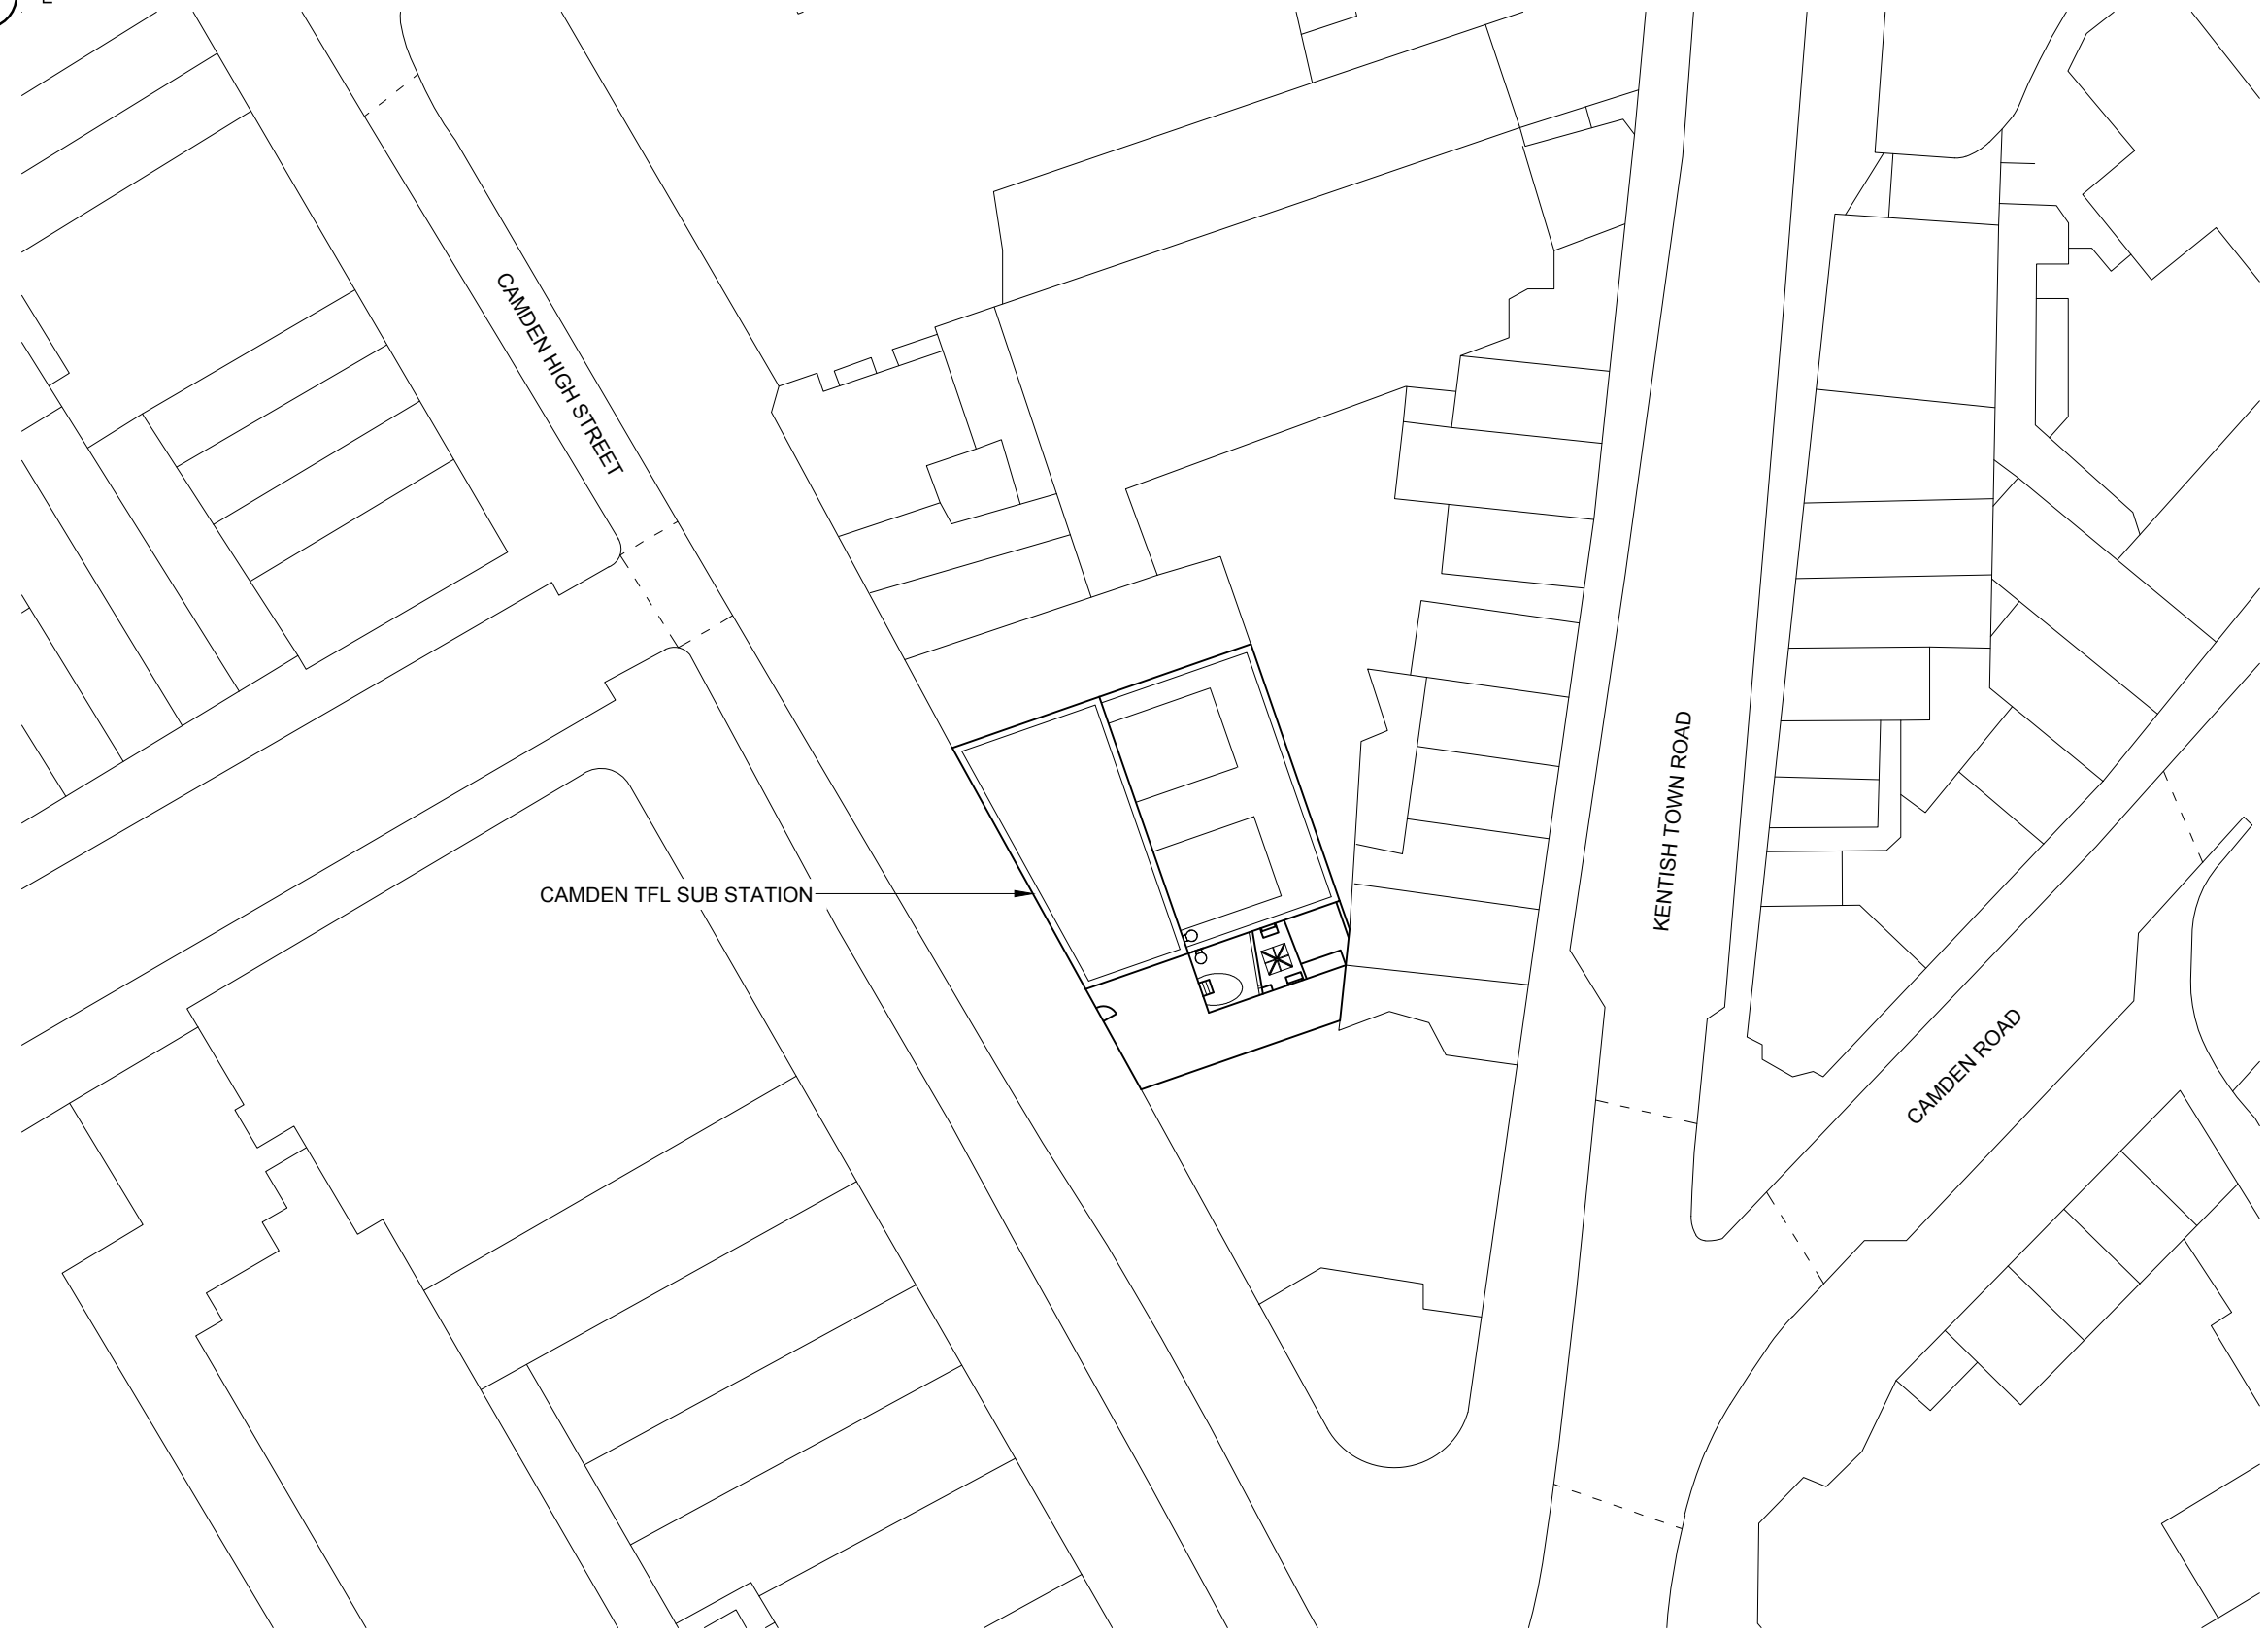 CAMDEN HIGH STREET
KENTISH TOWN ROAD
CAMDEN TFL SUB STATION
CAMDEN ROAD